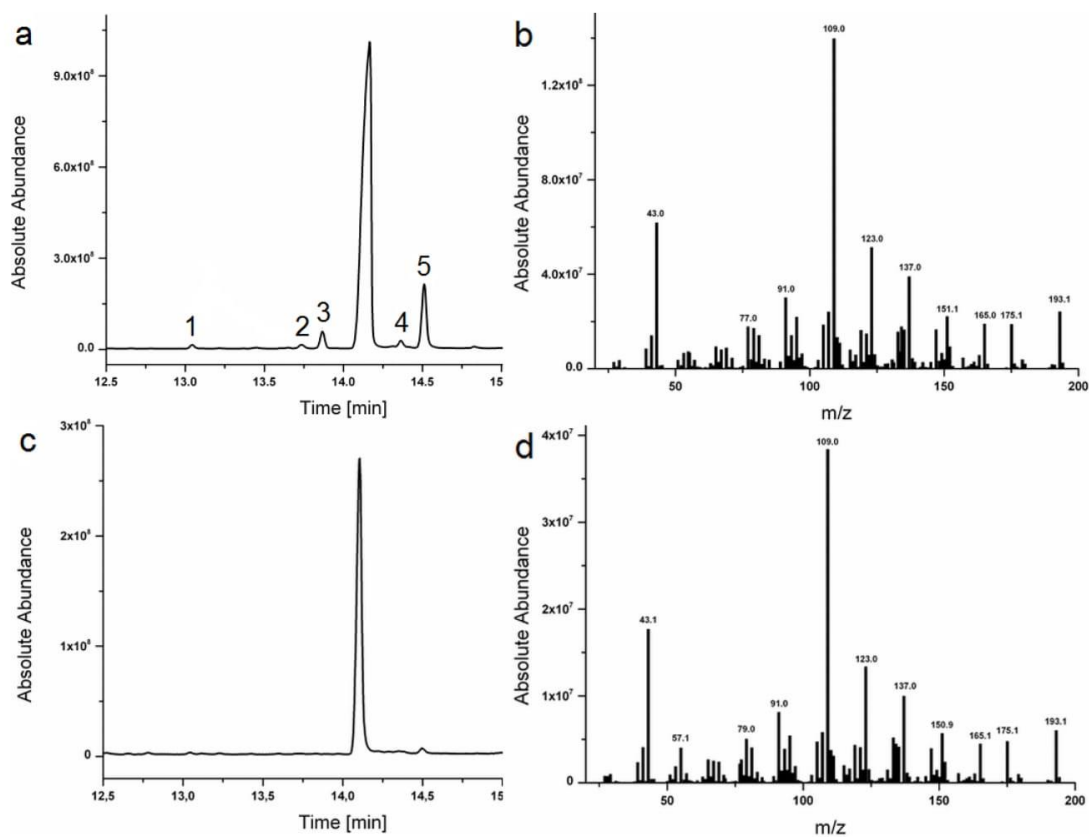 a
Absolute Abundance
9.0x10⁸
6.0x10⁸
3.0x10⁸
0.0
1
2
3
4
5
12.5 13.0 13.5 14.0 14.5 15
Time [min]
b
Absolute Abundance
1.2x10⁸
8.0x10⁷
4.0x10⁷
0.0
43.0
77.0
91.0
109.0
123.0
137.0
151.1
165.0
175.1
193.1
50 100 150 200
m/z
c
Absolute Abundance
3x10⁸
2x10⁸
1x10⁸
0
12,5 13,0 13,5 14,0 14,5 15
Time [min]
d
Absolute Abundance
4x10⁷
3x10⁷
2x10⁷
1x10⁷
0
43.1
57.1
79.0
91.0
109.0
123.0
137.0
150.9
165.1
175.1
193.1
50 100 150 200
m/z